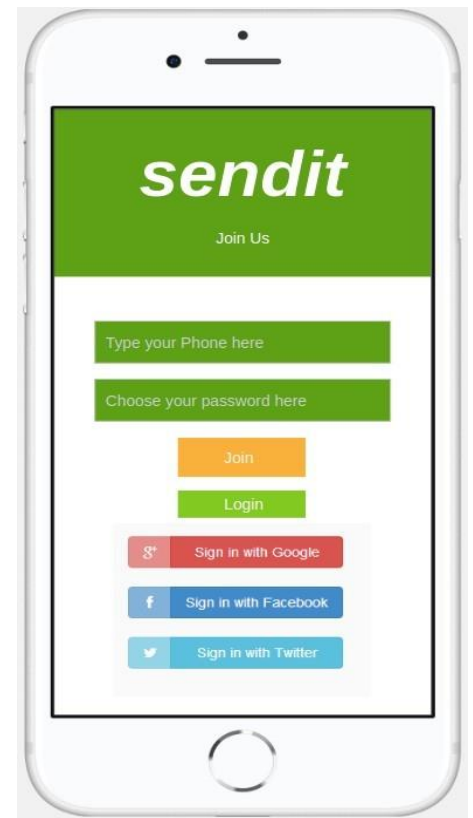 sendit
Join Us
Type your Phone here
Choose your password here
Join
Login
g+ Sign in with Google
f Sign in with Facebook
Sign in with Twitter